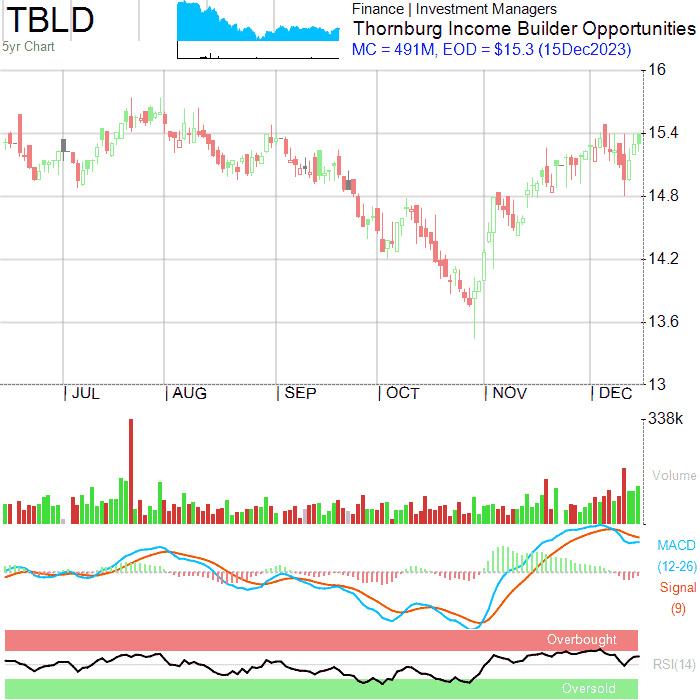 TBLD
5yr Chart
Finance | Investment Managers
Thornburg Income Builder Opportunities
MC = 491M, EOD = $15.3 (15Dec2023)
16
15.4
14.8
14.2
13.6
13
JUL AUG SEP OCT NOV DEC
338k
Volume
MACD
(12-26)
Signal
(9)
Overbought
RSI(14)
Oversold